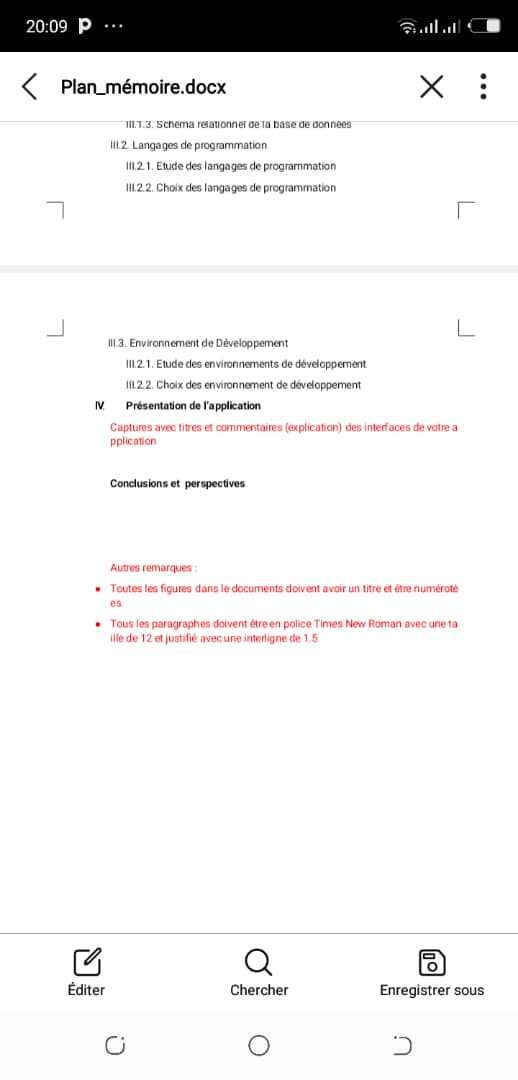 20:09 P ...
Plan_mémoire.docx
III.1.3. Schéma relationnel de la base de données
III.2. Langages de programmation
III.2.1. Etude des langages de programmation
III.2.2. Choix des langages de programmation
III.3. Environnement de Développement
III.2.1. Etude des environnements de développement
III.2.2. Choix des environnement de développement
IV. Présentation de l'application
Captures avec titres et commentaires (explication) des interfaces de votre a
pplication
Conclusions et perspectives
Autres remarques :
• Toutes les figures dans le documents doivent avoir un titre et être numéroté
es.
• Tous les paragraphes doivent être en police Times New Roman avec une ta
ille de 12 et justifié avec une interligne de 1.5
Éditer
Chercher
Enregistrer sous